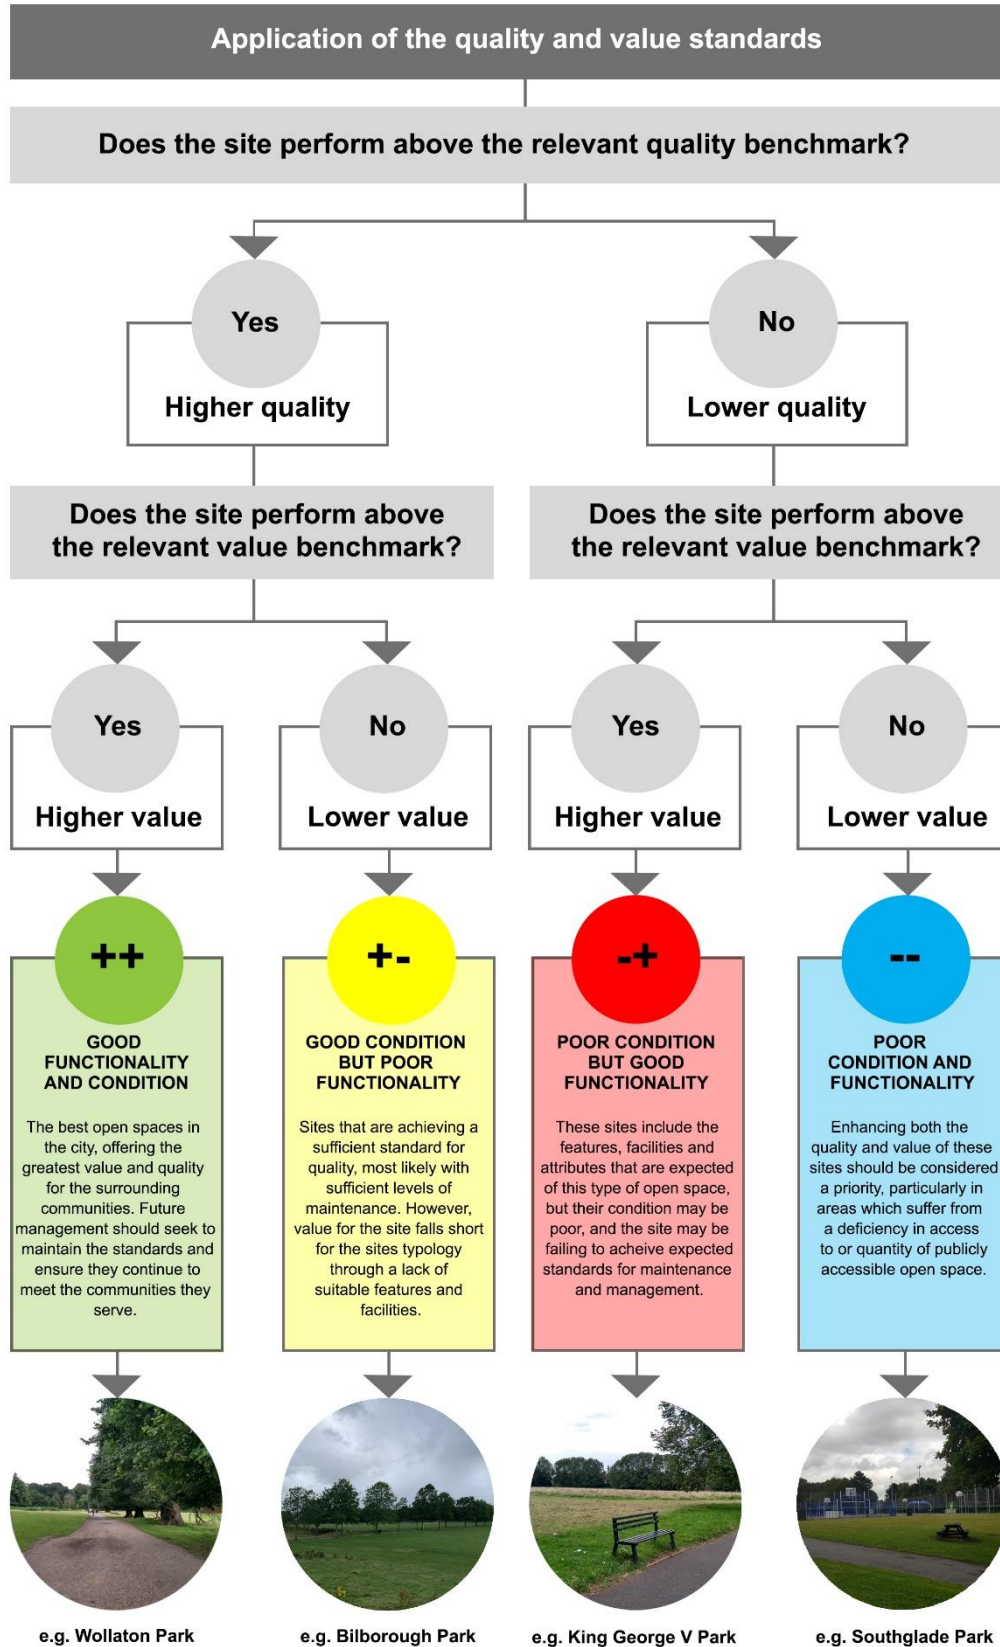 Application of the quality and value standards
Does the site perform above the relevant quality benchmark?
Yes
Higher quality
No
Lower quality
Does the site perform above
the relevant value benchmark?
Does the site perform above
the relevant value benchmark?
Yes
Higher value
No
Lower value
Yes
Higher value
No
Lower value
++
GOOD
FUNCTIONALITY
AND CONDITION
The best open spaces in
the city, offering the
greatest value and quality
for the surrounding
communities. Future
management should seek to
maintain the standards and
ensure they continue to
meet the communities they
serve.
e.g. Wollaton Park
+-
GOOD CONDITION
BUT POOR
FUNCTIONALITY
Sites that are achieving a
sufficient standard for
quality, most likely with
sufficient levels of
maintenance. However,
value for the site falls short
for the sites typology
through a lack of
suitable features and
facilities.
e.g. Bilborough Park
-+
POOR CONDITION
BUT GOOD
FUNCTIONALITY
These sites include the
features, facilities and
attributes that are expected
of this type of open space,
but their condition may be
poor, and the site may be
failing to acheive expected
standards for maintenance
and management.
e.g. King George V Park
--
POOR
CONDITION AND
FUNCTIONALITY
Enhancing both the
quality and value of these
sites should be considered
a priority, particularly in
areas which suffer from
a deficiency in access
to or quantity of publicly
accessible open space.
e.g. Southglade Park